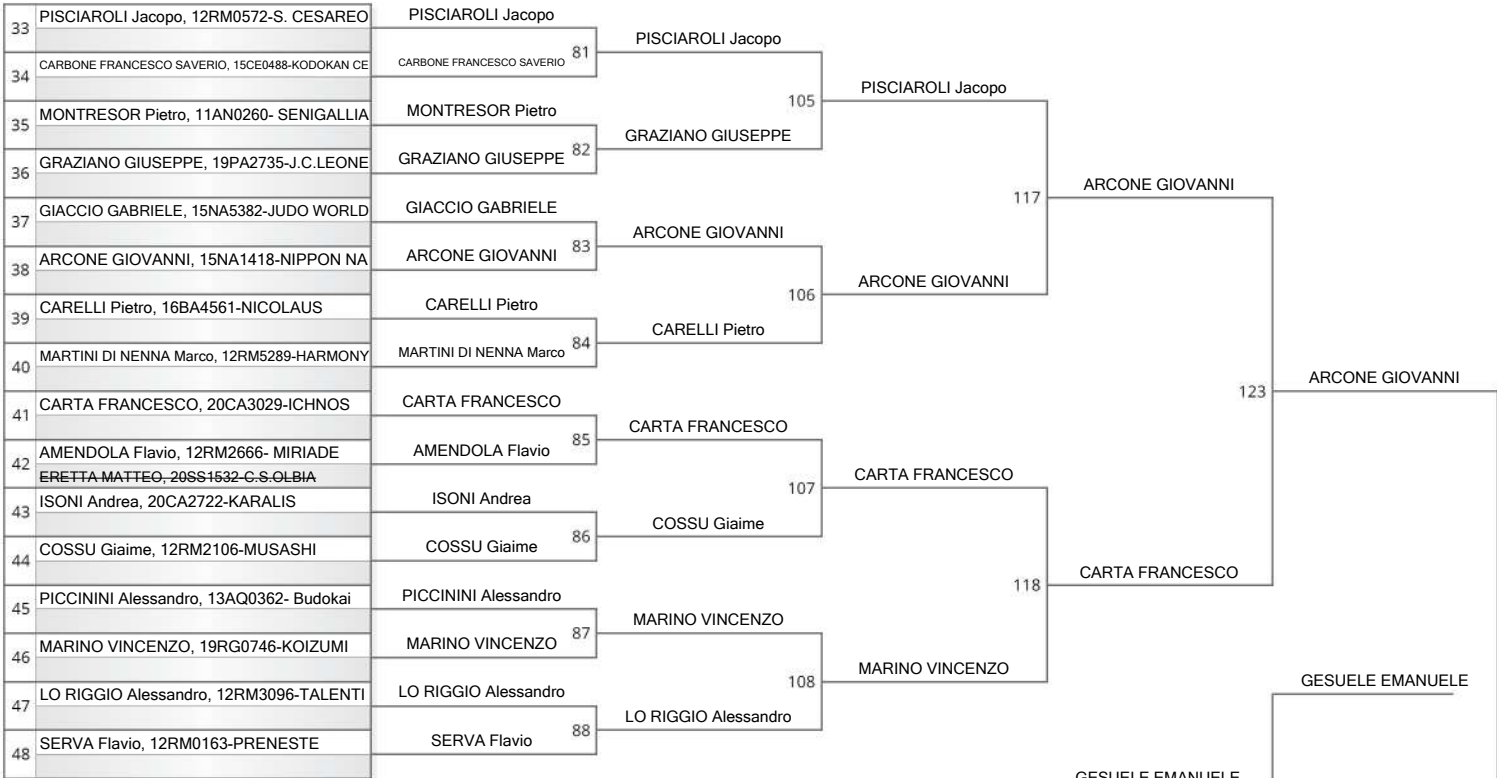 33 PISCIAROLI Jacopo, 12RM0572-S. CESAREO
34 CARBONE FRANCESCO SAVERIO, 15CE0488-KODOKAN CE
35 MONTRESOR Pietro, 11AN0260- SENIGALLIA
36 GRAZIANO GIUSEPPE, 19PA2735-J.C.LEONE
37 GIACCIO GABRIELE, 15NA5382-JUDO WORLD
38 ARCONE GIOVANNI, 15NA1418-NIPPON NA
39 CARELLI Pietro, 16BA4561-NICOLAUS
40 MARTINI DI NENNA Marco, 12RM5289-HARMONY
41 CARTA FRANCESCO, 20CA3029-ICHNOS
42 AMENDOLA Flavio, 12RM2666- MIRIADE
ERETTA MATTEO, 20SS1532-C.S.OLBIA
43 ISONI Andrea, 20CA2722-KARALIS
44 COSSU Giaime, 12RM2106-MUSASHI
45 PICCININI Alessandro, 13AQ0362- Budokai
46 MARINO VINCENZO, 19RG0746-KOIZUMI
47 LO RIGGIO Alessandro, 12RM3096-TALENTI
48 SERVA Flavio, 12RM0163-PRENESTE
PISCIAROLI Jacopo
81
CARBONE FRANCESCO SAVERIO
MONTRESOR Pietro
82
GRAZIANO GIUSEPPE
GIACCIO GABRIELE
83
ARCONE GIOVANNI
CARELLI Pietro
84
MARTINI DI NENNA Marco
CARTA FRANCESCO
85
AMENDOLA Flavio
ISONI Andrea
86
COSSU Giaime
PICCININI Alessandro
87
MARINO VINCENZO
LO RIGGIO Alessandro
88
SERVA Flavio
PISCIAROLI Jacopo
105
GRAZIANO GIUSEPPE
ARCONE GIOVANNI
106
CARELLI Pietro
CARTA FRANCESCO
107
COSSU Giaime
MARINO VINCENZO
108
LO RIGGIO Alessandro
PISCIAROLI Jacopo
117
ARCONE GIOVANNI
CARTA FRANCESCO
118
MARINO VINCENZO
ARCONE GIOVANNI
123
CARTA FRANCESCO
ARCONE GIOVANNI
GESUELE EMANUELE
GESUELE EMANUELE